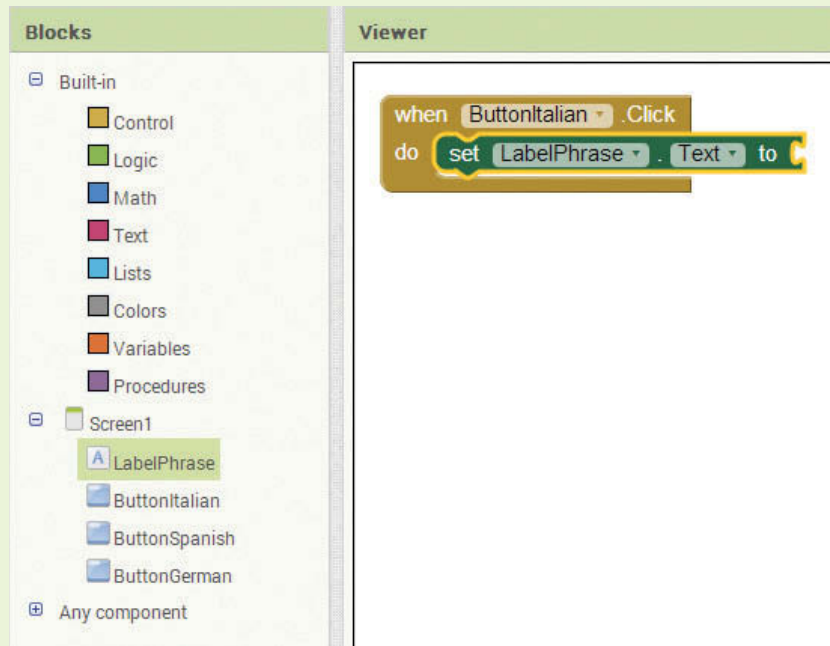 Blocks
Built-in
Control
Logic
Math
Text
Lists
Colors
Variables
Procedures
Screen1
A LabelPhrase
ButtonItalian
ButtonSpanish
ButtonGerman
Any component
Viewer
when ButtonItalian .Click
do set LabelPhrase . Text to